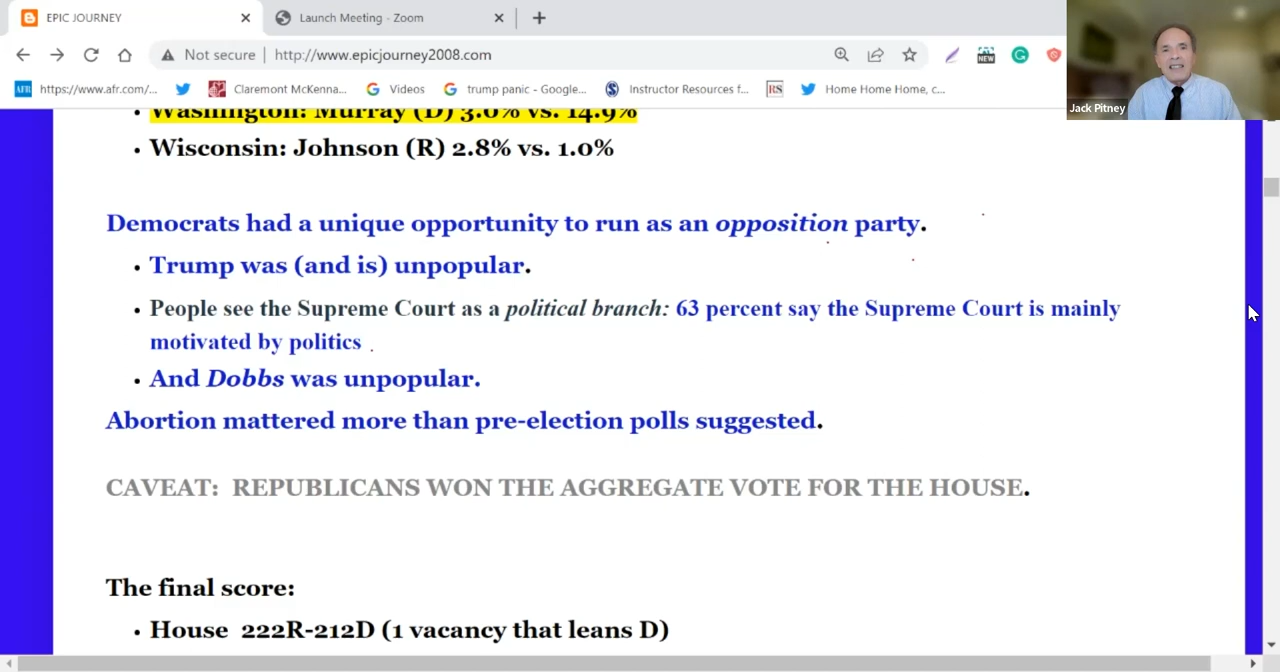 EPIC JOURNEY
Launch Meeting - Zoom
Not secure | http://www.epicjourney2008.com
NEW
AFR https://www.afr.com/... Claremont McKenna... Videos trump panic - Google... Instructor Resources f... RS Home Home Home, c...
Jack Pitney
• Washington: Murray (D) 3.0% vs. 14.9%
• Wisconsin: Johnson (R) 2.8% vs. 1.0%
Democrats had a unique opportunity to run as an opposition party.
• Trump was (and is) unpopular.
• People see the Supreme Court as a political branch: 63 percent say the Supreme Court is mainly
motivated by politics .
• And Dobbs was unpopular.
Abortion mattered more than pre-election polls suggested.
CAVEAT: REPUBLICANS WON THE AGGREGATE VOTE FOR THE HOUSE.
The final score:
• House 222R-212D (1 vacancy that leans D)